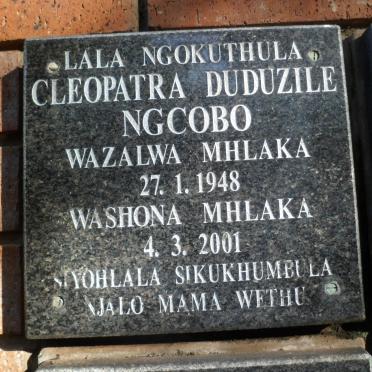 LALA NGOKUTHULA
CLEOPATRA DUDUZILE
NGCOBO
WAZALWA MHLAKA
27. 1. 1948
WASHONA MHLAKA
4. 3. 2001
SIYOHLALA SIKUKHUMBULA
NJALO MAMA WETHU